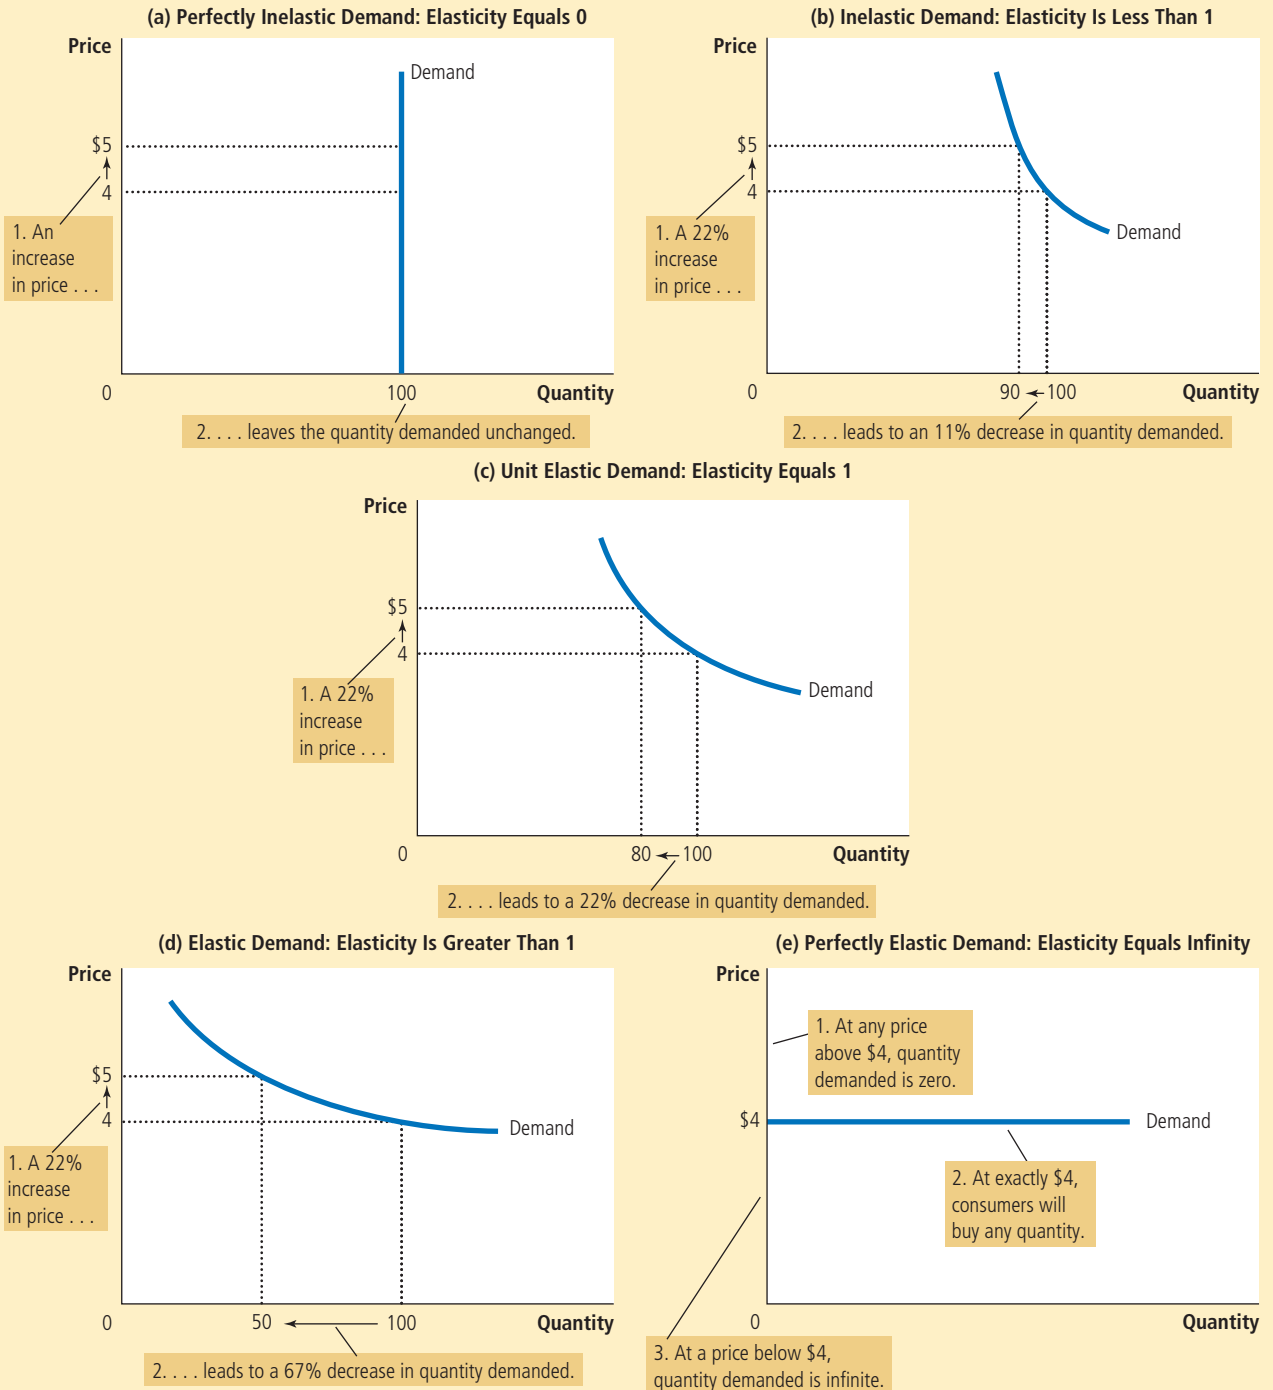 (a) Perfectly Inelastic Demand: Elasticity Equals 0
Price
Demand
$5
4
1. An
increase
in price . . .
0
100
Quantity
2. . . . leaves the quantity demanded unchanged.
(b) Inelastic Demand: Elasticity Is Less Than 1
Price
$5
4
Demand
1. A 22%
increase
in price . . .
0
90
100
Quantity
2. . . . leads to an 11% decrease in quantity demanded.
(c) Unit Elastic Demand: Elasticity Equals 1
Price
$5
4
Demand
1. A 22%
increase
in price . . .
0
80
100
Quantity
2. . . . leads to a 22% decrease in quantity demanded.
(d) Elastic Demand: Elasticity Is Greater Than 1
Price
$5
4
Demand
1. A 22%
increase
in price . . .
0
50
100
Quantity
2. . . . leads to a 67% decrease in quantity demanded.
(e) Perfectly Elastic Demand: Elasticity Equals Infinity
Price
1. At any price
above $4, quantity
demanded is zero.
$4
Demand
2. At exactly $4,
consumers will
buy any quantity.
0
Quantity
3. At a price below $4,
quantity demanded is infinite.